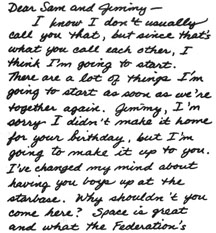 Dear Sam and Jimmy —
I know I don't usually
call you that, but since that's
what you call each other, I
think I'm going to start.
There are a lot of things I'm
going to start as soon as we're
together again. Jimmy, I'm
sorry I didn't make it home
for your birthday, but I'm
going to make it up to you.
I've changed my mind about
having you boys up at the
starbase. Why shouldn't you
come here? Space is great
and what the Federation's